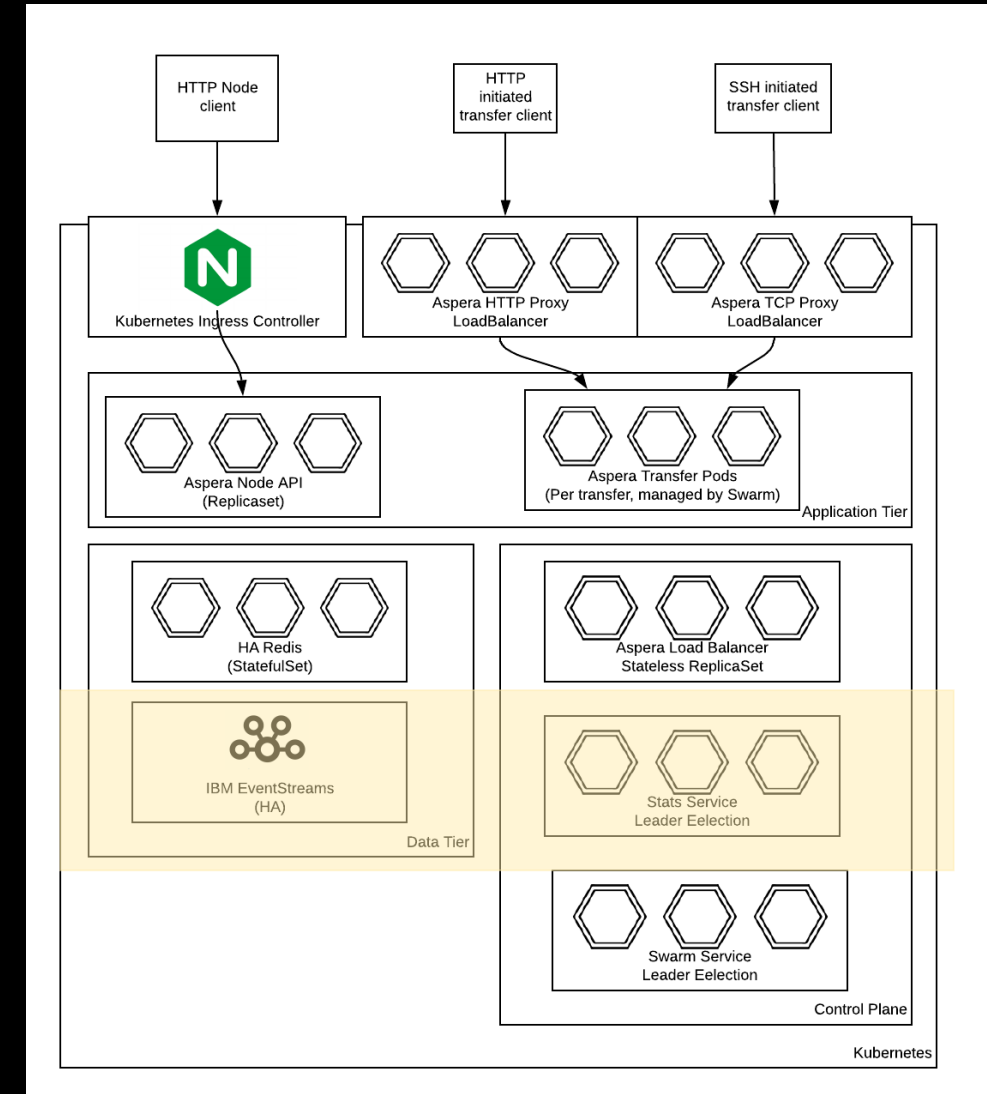 HTTP Node
client
HTTP
initiated
transfer client
SSH initiated
transfer client
N
Kubernetes Ingress Controller
Aspera HTTP Proxy
LoadBalancer
Aspera TCP Proxy
LoadBalancer
Aspera Node API
(Replicaset)
Aspera Transfer Pods
(Per transfer, managed by Swarm)
Application Tier
HA Redis
(StatefulSet)
Aspera Load Balancer
Stateless ReplicaSet
IBM EventStreams
(HA)
Data Tier
Stats Service
Leader Eelection
Swarm Service
Leader Eelection
Control Plane
Kubernetes